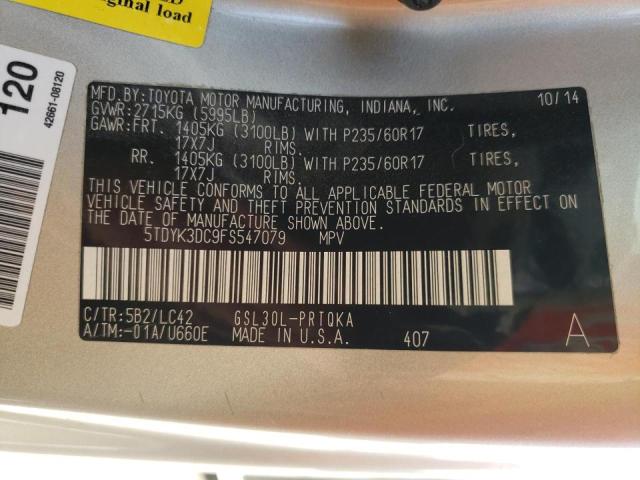 ginal load
120
42661-08120
MFD.BY:TOYOTA MOTOR MANUFACTURING, INDIANA, INC. 10/14
GVWR:2715KG (5995LB)
GAWR:FRT. 1405KG (3100LB) WITH P235/60R17 TIRES,
17X7J RIMS.
RR. 1405KG (3100LB) WITH P235/60R17 TIRES,
17X7J RIMS.
THIS VEHICLE CONFORMS TO ALL APPLICABLE FEDERAL MOTOR
VEHICLE SAFETY AND THEFT PREVENTION STANDARDS IN EFFECT ON
THE DATE OF MANUFACTURE SHOWN ABOVE.
5TDYK3DC9FS547079 MPV
C/TR:5B2/LC42 GSL30L-PRTQKA
A/TM:-01A/U660E MADE IN U.S.A. 407 A